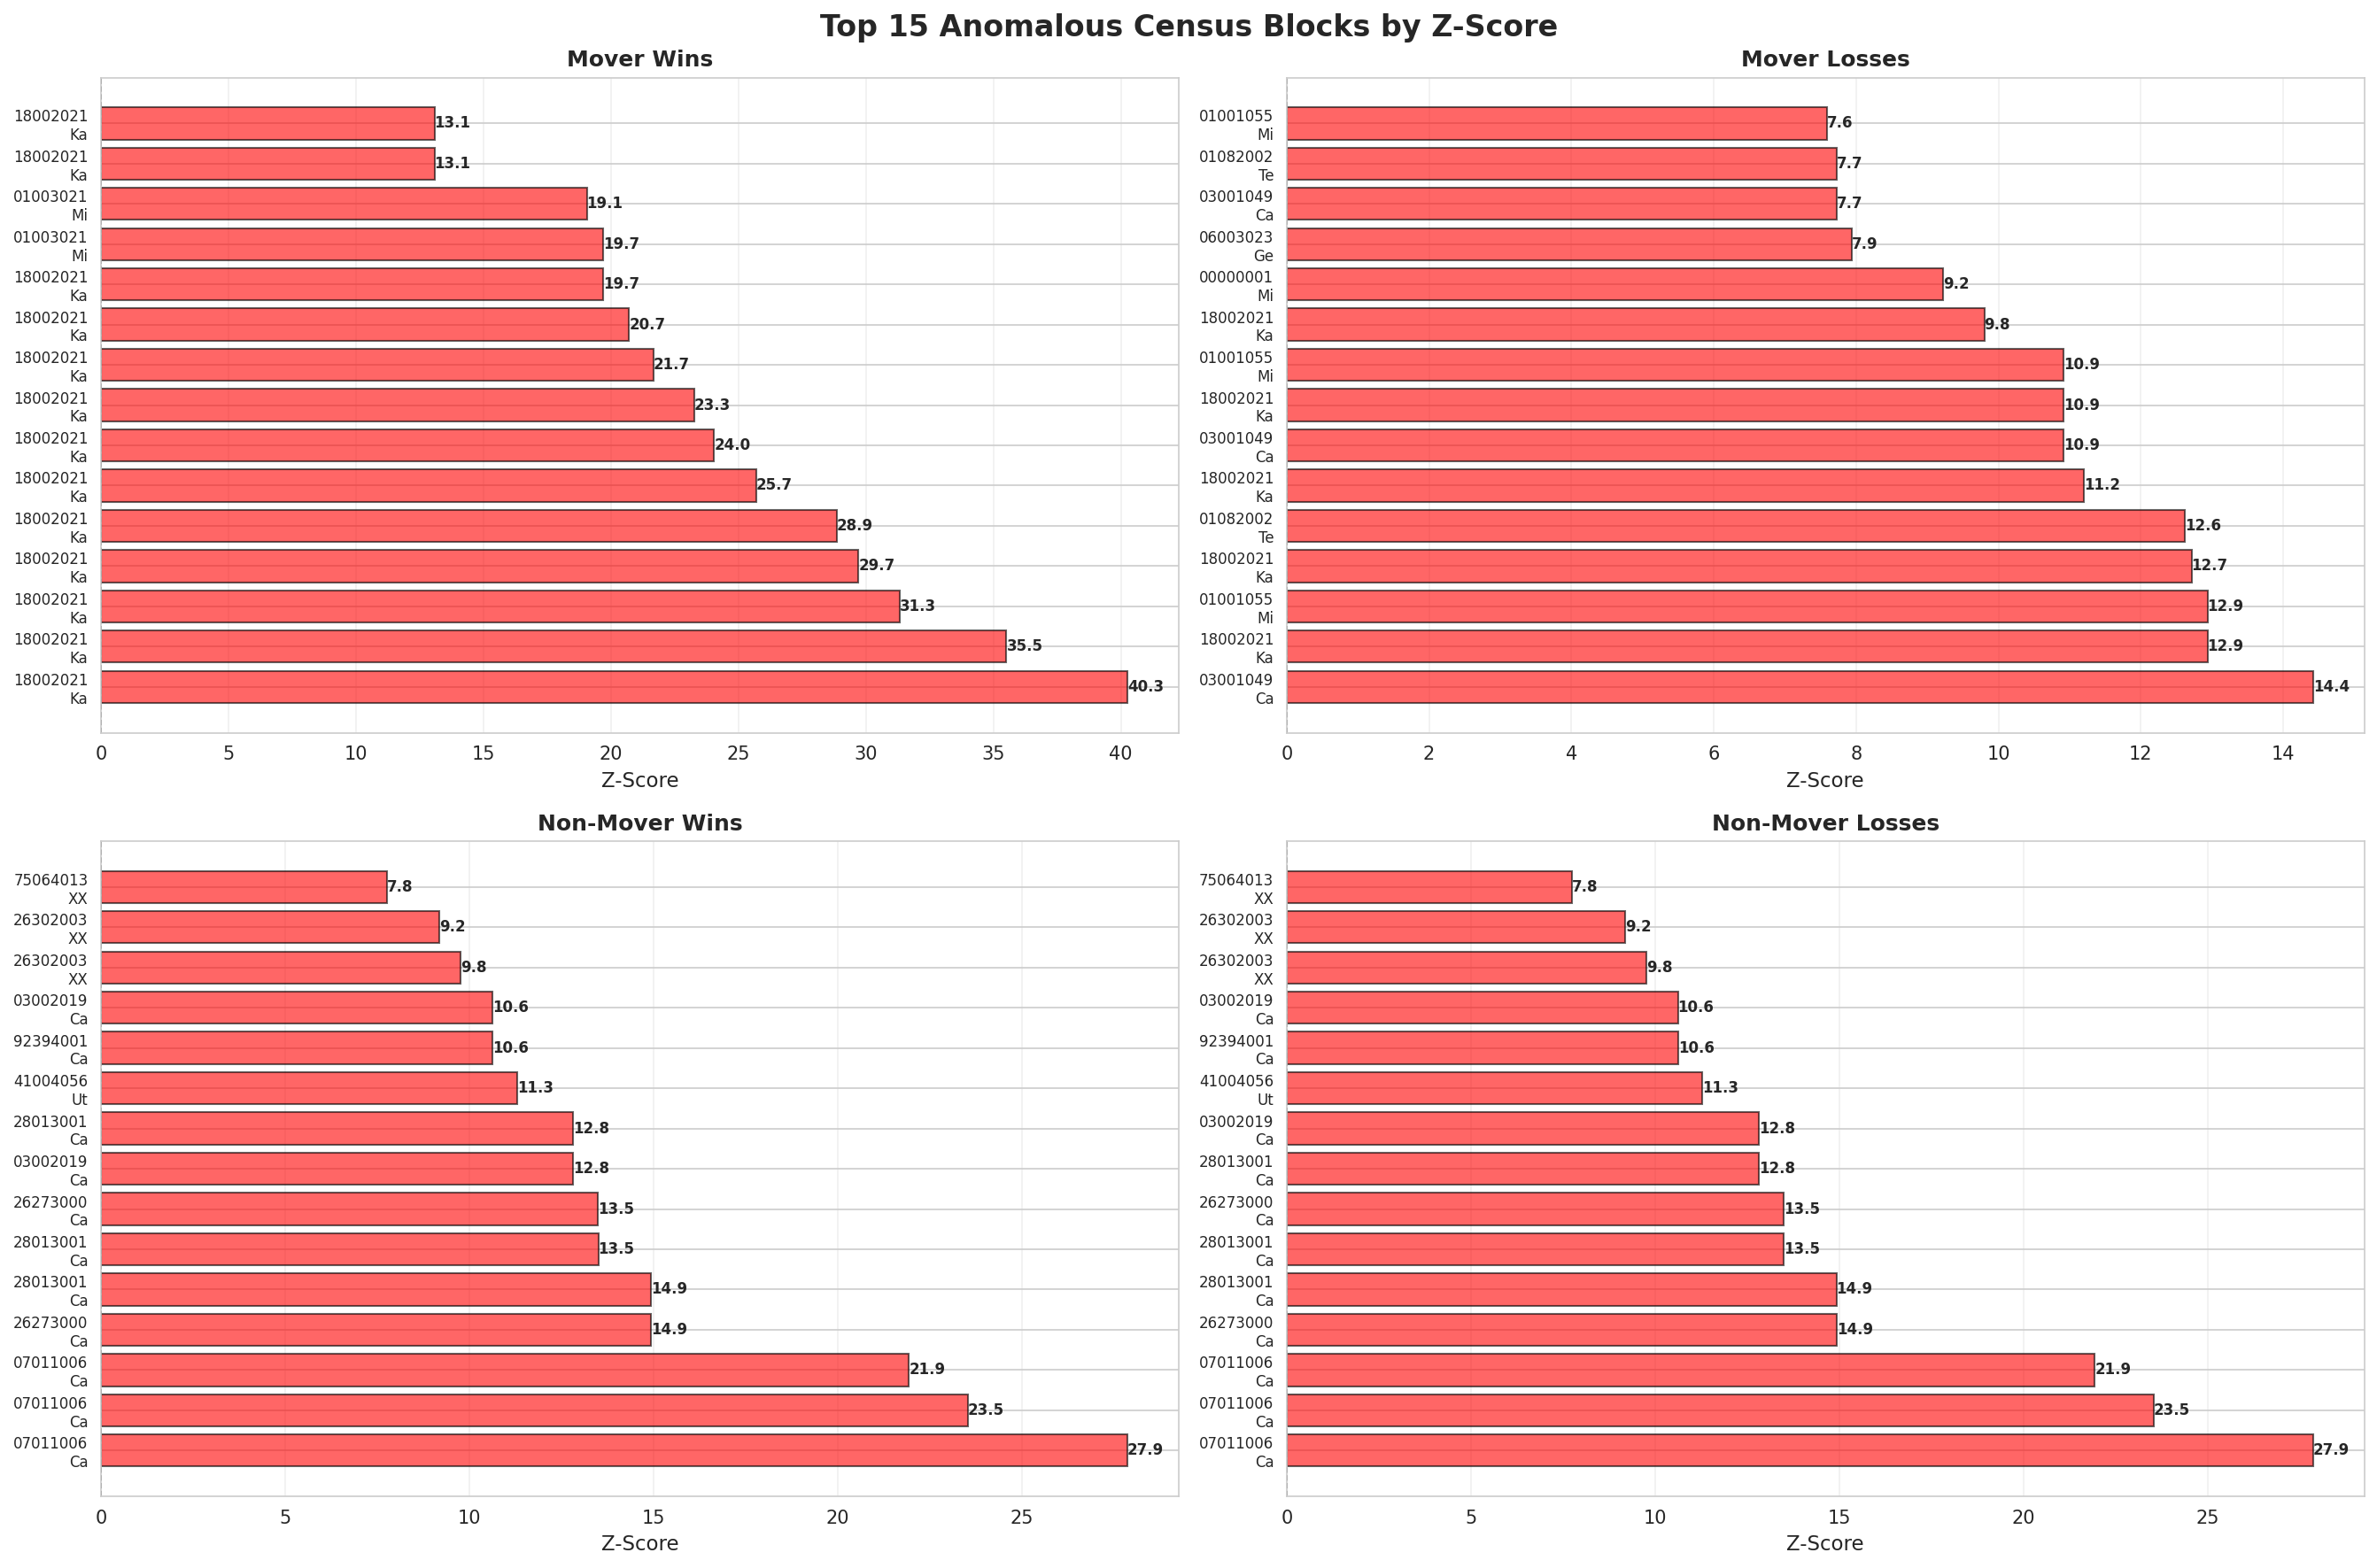 Top 15 Anomalous Census Blocks by Z-Score
Mover Wins
18002021
Ka
13.1
18002021
Ka
13.1
01003021
Mi
19.1
01003021
Mi
19.7
18002021
Ka
19.7
18002021
Ka
20.7
18002021
Ka
21.7
18002021
Ka
23.3
18002021
Ka
24.0
18002021
Ka
25.7
18002021
Ka
28.9
18002021
Ka
29.7
18002021
Ka
31.3
18002021
Ka
35.5
18002021
Ka
40.3
0 5 10 15 20 25 30 35 40
Z-Score
Mover Losses
01001055
Mi
7.6
01082002
Te
7.7
03001049
Ca
7.7
06003023
Ge
7.9
00000001
Mi
9.2
18002021
Ka
9.8
01001055
Mi
10.9
18002021
Ka
10.9
03001049
Ca
10.9
18002021
Ka
11.2
01082002
Te
12.6
18002021
Ka
12.7
01001055
Mi
12.9
18002021
Ka
12.9
03001049
Ca
14.4
0 2 4 6 8 10 12 14
Z-Score
Non-Mover Wins
75064013
XX
7.8
26302003
XX
9.2
26302003
XX
9.8
03002019
Ca
10.6
92394001
Ca
10.6
41004056
Ut
11.3
28013001
Ca
12.8
03002019
Ca
12.8
26273000
Ca
13.5
28013001
Ca
13.5
28013001
Ca
14.9
26273000
Ca
14.9
07011006
Ca
21.9
07011006
Ca
23.5
07011006
Ca
27.9
0 5 10 15 20 25
Z-Score
Non-Mover Losses
75064013
XX
7.8
26302003
XX
9.2
26302003
XX
9.8
03002019
Ca
10.6
92394001
Ca
10.6
41004056
Ut
11.3
03002019
Ca
12.8
28013001
Ca
12.8
26273000
Ca
13.5
28013001
Ca
13.5
28013001
Ca
14.9
26273000
Ca
14.9
07011006
Ca
21.9
07011006
Ca
23.5
07011006
Ca
27.9
0 5 10 15 20 25
Z-Score